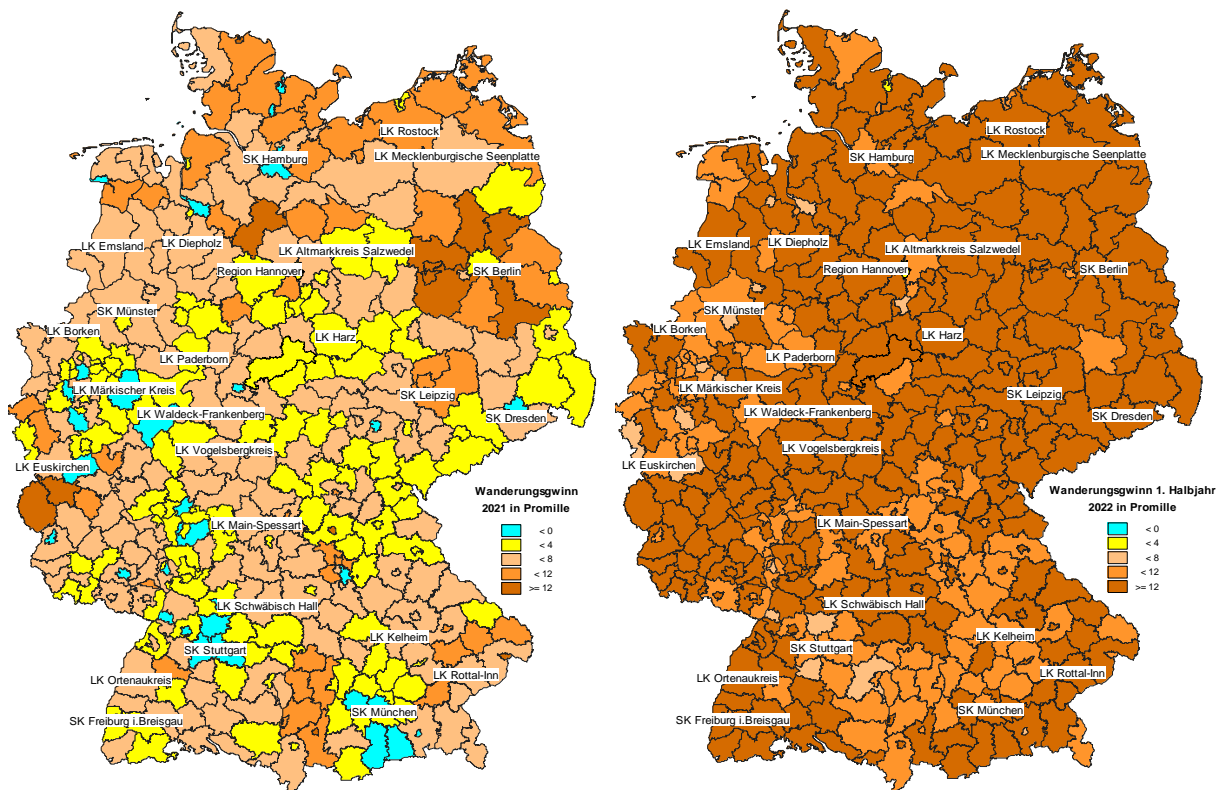 LK Rostock
SK Hamburg
LK Mecklenburgische Seenplatte
LK Emsland
LK Diepholz
LK Altmarkkreis Salzwedel
Region Hannover
SK Berlin
SK Münster
LK Borken
LK Harz
LK Paderborn
LK Märkischer Kreis
SK Leipzig
LK Waldeck-Frankenberg
SK Dresden
LK Vogelsbergkreis
LK Euskirchen
Wanderungsgwinn
2021 in Promille
< 0
< 4
< 8
< 12
>= 12
LK Main-Spessart
LK Schwäbisch Hall
LK Kelheim
SK Stuttgart
LK Rottal-Inn
LK Ortenaukreis
SK München
SK Freiburg i.Breisgau
LK Rostock
SK Hamburg
LK Mecklenburgische Seenplatte
LK Emsland
LK Diepholz
LK Altmarkkreis Salzwedel
Region Hannover
SK Berlin
SK Münster
LK Borken
LK Harz
LK Paderborn
LK Märkischer Kreis
SK Leipzig
LK Waldeck-Frankenberg
SK Dresden
LK Vogelsbergkreis
LK Euskirchen
Wanderungsgwinn 1. Halbjahr
2022 in Promille
< 0
< 4
< 8
< 12
>= 12
LK Main-Spessart
LK Schwäbisch Hall
LK Kelheim
SK Stuttgart
LK Rottal-Inn
LK Ortenaukreis
SK München
SK Freiburg i.Breisgau